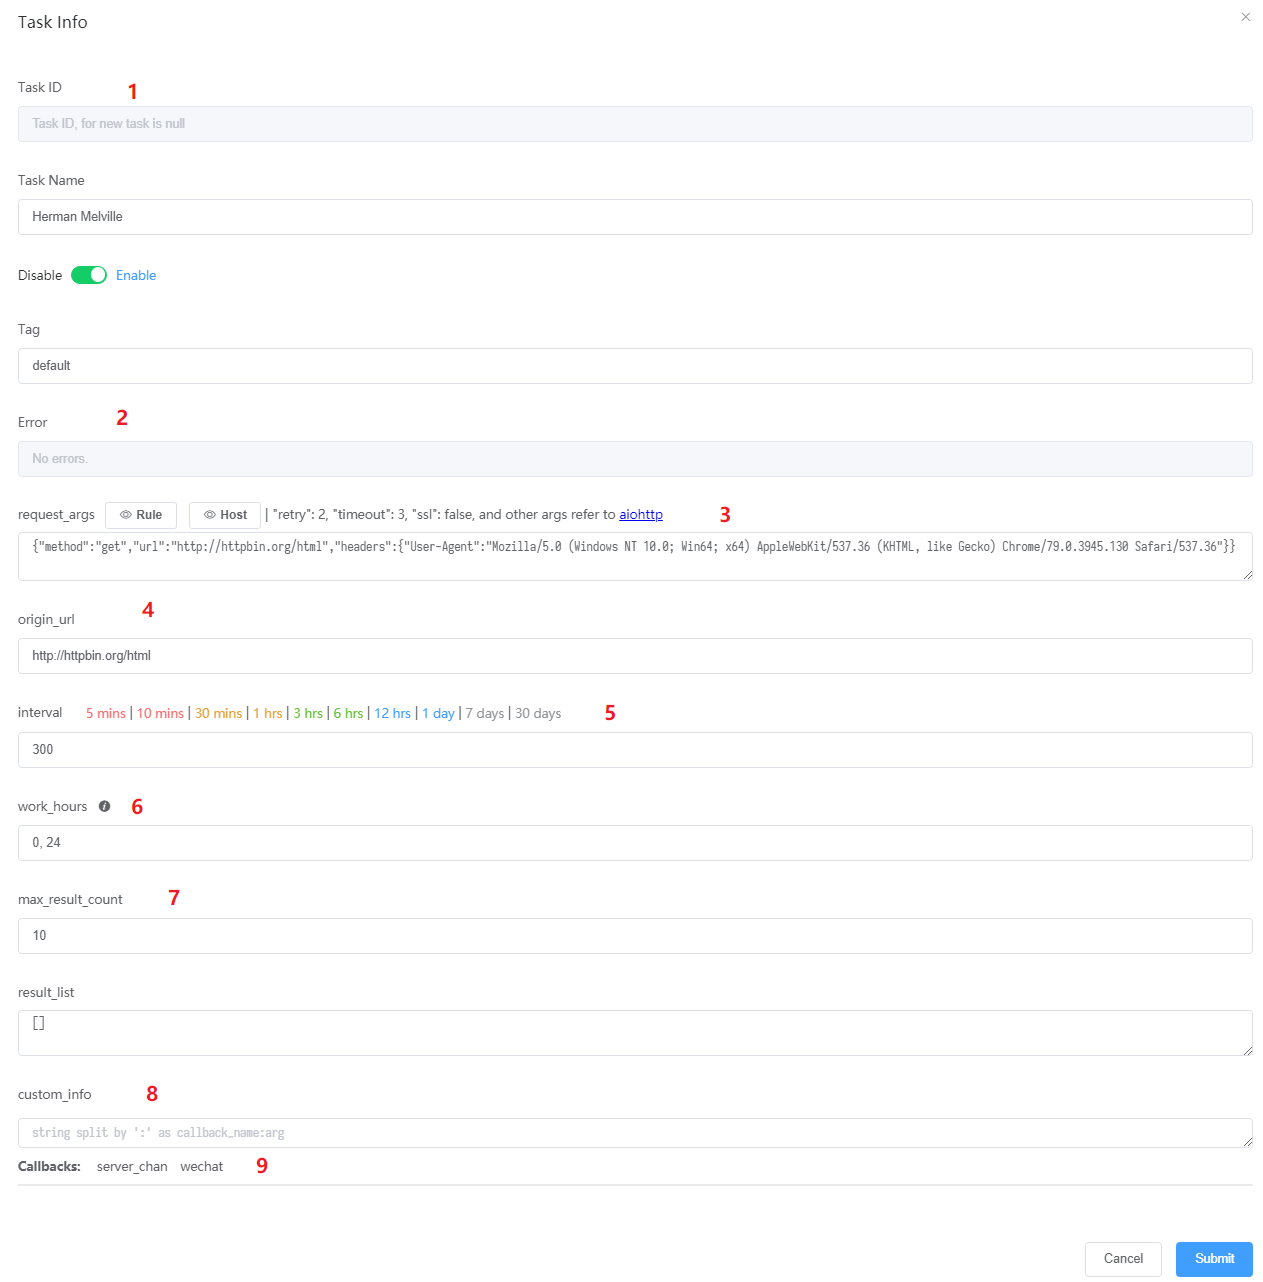 Task Info
Task ID 1
Task ID, for new task is null
Task Name
Herman Melville
Disable Enable
Tag
default
Error 2
No errors.
request_args Rule Host | "retry": 2, "timeout": 3, "ssl": false, and other args refer to aiohttp 3
{"method":"get","url":"http://httpbin.org/html","headers":{"User-Agent":"Mozilla/5.0 (Windows NT 10.0; Win64; x64) AppleWebKit/537.36 (KHTML, like Gecko) Chrome/79.0.3945.130 Safari/537.36"}}
origin_url 4
http://httpbin.org/html
interval 5 mins | 10 mins | 30 mins | 1 hrs | 3 hrs | 6 hrs | 12 hrs | 1 day | 7 days | 30 days 5
300
work_hours 6
0, 24
max_result_count 7
10
result_list
[]
custom_info 8
string split by ':' as callback_name:arg
Callbacks: server_chan wechat 9
Cancel Submit